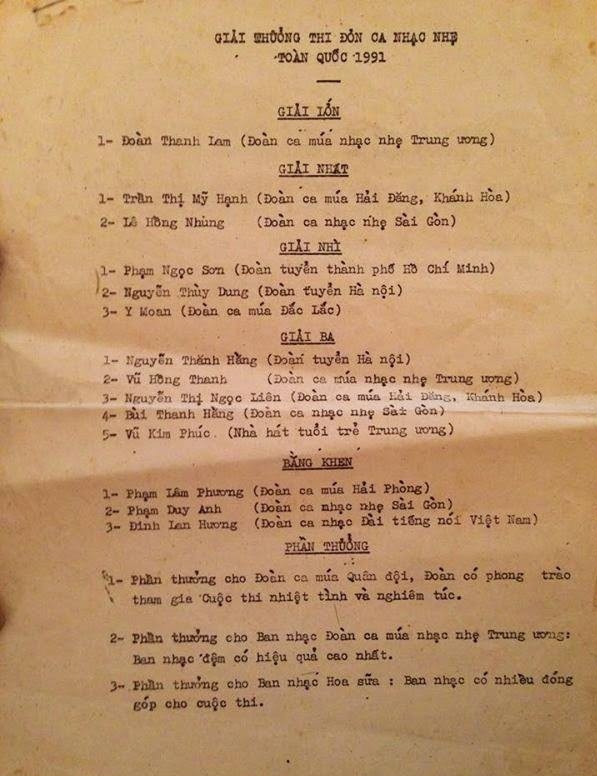 GIẢI THƯỞNG THI ĐƠN CA NHẠC NHẸ
TOÀN QUỐC 1991
GIẢI LỚN
1- Đoàn Thanh Lam (Đoàn ca múa nhạc nhẹ Trung ương)
GIẢI NHẤT
1- Trần Thị Mỹ Hạnh (Đoàn ca múa Hải Đăng, Khánh Hòa)
2- Lê Hồng Nhung (Đoàn ca nhạc nhẹ Sài Gòn)
GIẢI NHÌ
1- Phạm Ngọc Sơn (Đoàn tuyển thành phố Hồ Chí Minh)
2- Nguyễn Thùy Dung (Đoàn tuyển Hà nội)
3- Y Moan (Đoàn ca múa Đắc Lắc)
GIẢI BA
1- Nguyễn Thanh Hằng (Đoàn tuyển Hà nội)
2- Vũ Hồng Thanh (Đoàn ca múa nhạc nhẹ Trung ương)
3- Nguyễn Thị Ngọc Liên (Đoàn ca múa Hải Đăng, Khánh Hòa)
4- Bùi Thanh Hằng (Đoàn ca nhạc nhẹ Sài Gòn)
5- Vũ Kim Phúc. (Nhà hát tuổi trẻ Trung ương)
BẰNG KHEN
1- Phạm Lâm Phương (Đoàn ca múa Hải Phòng)
2- Phạm Duy Anh (Đoàn ca nhạc nhẹ Sài Gòn)
3- Đinh Lan Hương (Đoàn ca nhạc Đài tiếng nói Việt Nam)
PHẦN THƯỞNG
1- Phần thưởng cho Đoàn ca múa Quân đội, Đoàn có phong trào
tham gia Cuộc thi nhiệt tình và nghiêm túc.
2- Phần thưởng cho Ban nhạc Đoàn ca múa nhạc nhẹ Trung ương:
Ban nhạc đệm có hiệu quả cao nhất.
3- Phần thưởng cho Ban nhạc Hoa sữa : Ban nhạc có nhiều đóng
góp cho cuộc thi.